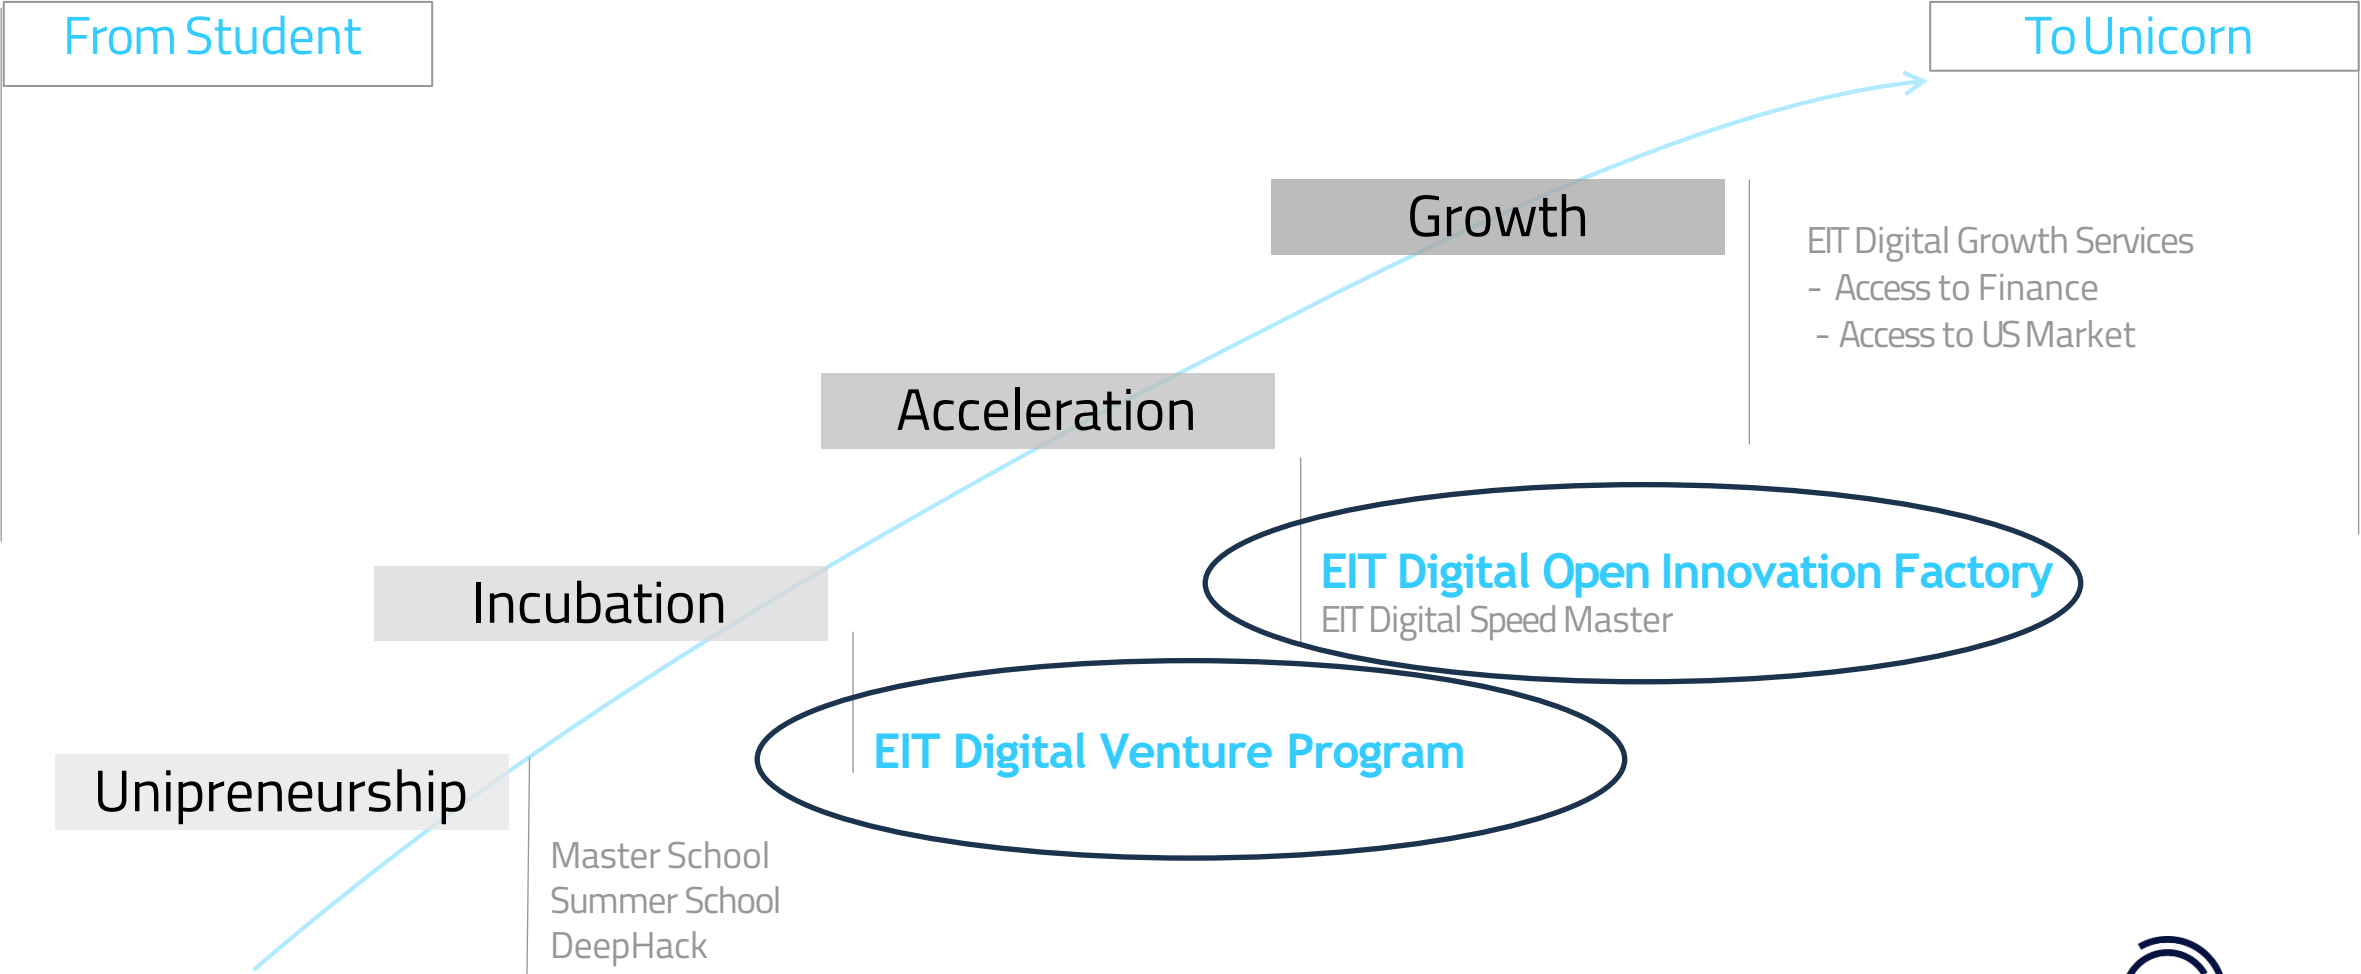 From Student
To Unicorn
Growth
EIT Digital Growth Services
- Access to Finance
- Access to US Market
Acceleration
EIT Digital Open Innovation Factory
EIT Digital Speed Master
Incubation
EIT Digital Venture Program
Unipreneurship
Master School
Summer School
DeepHack